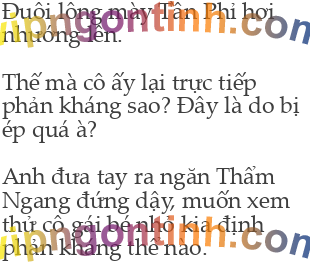 Đuôi lông mày Tần Phỉ hơi
nhướng lên.
Thế mà cô ấy lại trực tiếp
phản kháng sao? Đây là do bị
ép quá à?
Anh đưa tay ra ngăn Thẩm
Ngang đứng dậy, muốn xem
thử cô gái bé nhỏ kia định
phản kháng thế nào.
vipngontinh.com
vipngontinh.com